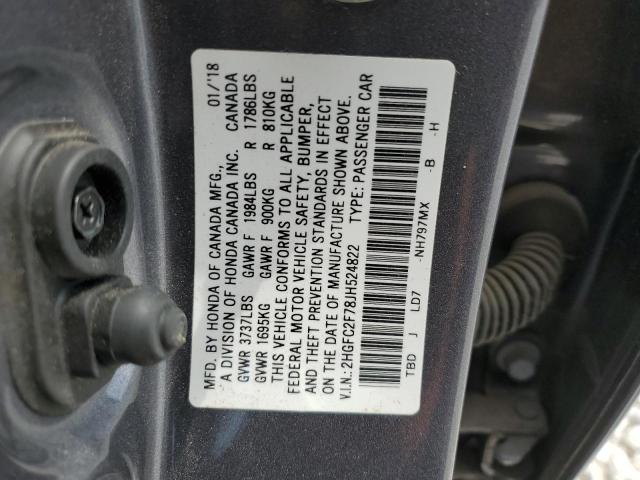 MFD. BY HONDA OF CANADA MFG., 01/'18
A DIVISION OF HONDA CANADA INC. CANADA
GVWR 3737LBS GAWR F 1984LBS R 1786LBS
GVWR 1695KG GAWR F 900KG R 810KG
THIS VEHICLE CONFORMS TO ALL APPLICABLE
FEDERAL MOTOR VEHICLE SAFETY, BUMPER,
AND THEFT PREVENTION STANDARDS IN EFFECT
ON THE DATE OF MANUFACTURE SHOWN ABOVE.
V.I.N.: 2HGFC2F78JH524822 TYPE: PASSENGER CAR
TBD J LD7 -NH797MX -B -H